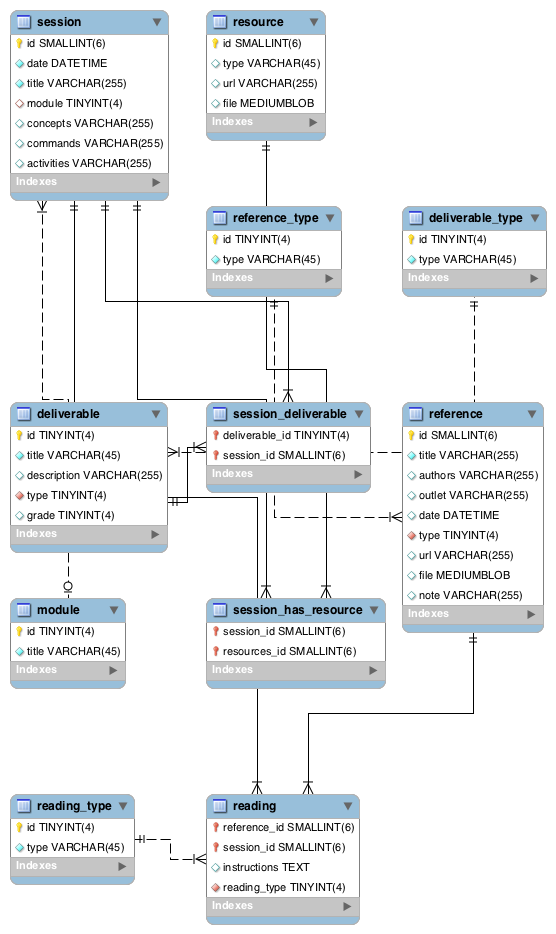 session
id SMALLINT(6)
date DATETIME
title VARCHAR(255)
module TINYINT(4)
concepts VARCHAR(255)
commands VARCHAR(255)
activities VARCHAR(255)
Indexes
resource
id SMALLINT(6)
type VARCHAR(45)
url VARCHAR(255)
file MEDIUMBLOB
Indexes
reference_type
id TINYINT(4)
type VARCHAR(45)
Indexes
deliverable_type
id TINYINT(4)
type VARCHAR(45)
Indexes
deliverable
id TINYINT(4)
title VARCHAR(45)
description VARCHAR(255)
type TINYINT(4)
grade TINYINT(4)
Indexes
session_deliverable
deliverable_id TINYINT(4)
session_id SMALLINT(6)
Indexes
reference
id SMALLINT(6)
title VARCHAR(255)
authors VARCHAR(255)
outlet VARCHAR(255)
date DATETIME
type TINYINT(4)
url VARCHAR(255)
file MEDIUMBLOB
note VARCHAR(255)
Indexes
module
id TINYINT(4)
title VARCHAR(45)
Indexes
session_has_resource
session_id SMALLINT(6)
resources_id SMALLINT(6)
Indexes
reading_type
id TINYINT(4)
type VARCHAR(45)
Indexes
reading
reference_id SMALLINT(6)
session_id SMALLINT(6)
instructions TEXT
reading_type TINYINT(4)
Indexes